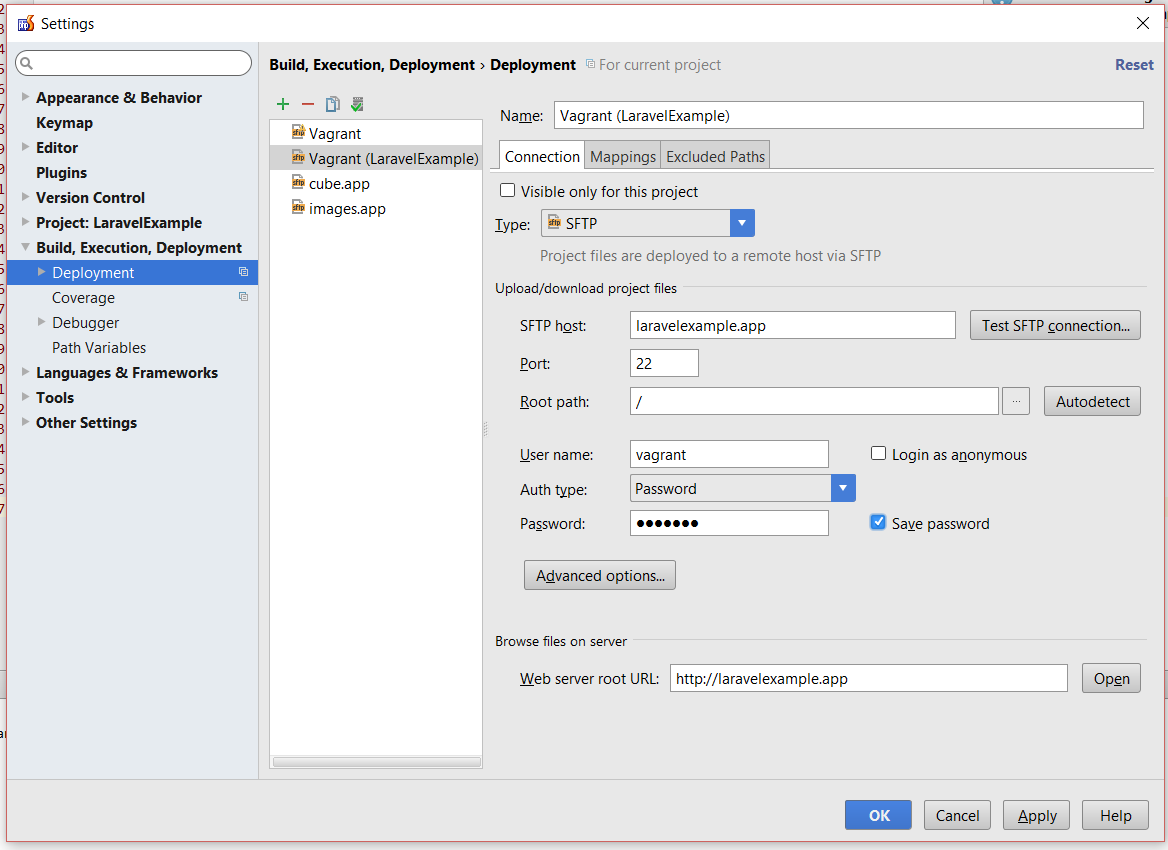 Settings
Build, Execution, Deployment › Deployment For current project Reset
Appearance & Behavior
Keymap
Editor
Plugins
Version Control
Project: LaravelExample
Build, Execution, Deployment
Deployment
Coverage
Debugger
Path Variables
Languages & Frameworks
Tools
Other Settings
Vagrant
Vagrant (LaravelExample)
cube.app
images.app
Name: Vagrant (LaravelExample)
Connection Mappings Excluded Paths
Visible only for this project
Type: SFTP
Project files are deployed to a remote host via SFTP
Upload/download project files
SFTP host: laravelexample.app Test SFTP connection...
Port: 22
Root path: / ... Autodetect
User name: vagrant Login as anonymous
Auth type: Password
Password: ●●●●●●● Save password
Advanced options...
Browse files on server
Web server root URL: http://laravelexample.app Open
OK Cancel Apply Help